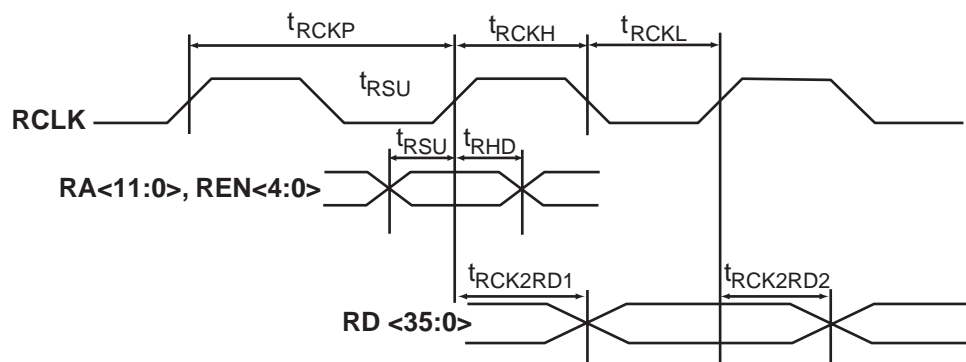 tRCKP
tRCKH
tRCKL
tRSU
RCLK
tRSU
tRHD
RA<11:0>, REN<4:0>
tRCK2RD1
tRCK2RD2
RD <35:0>